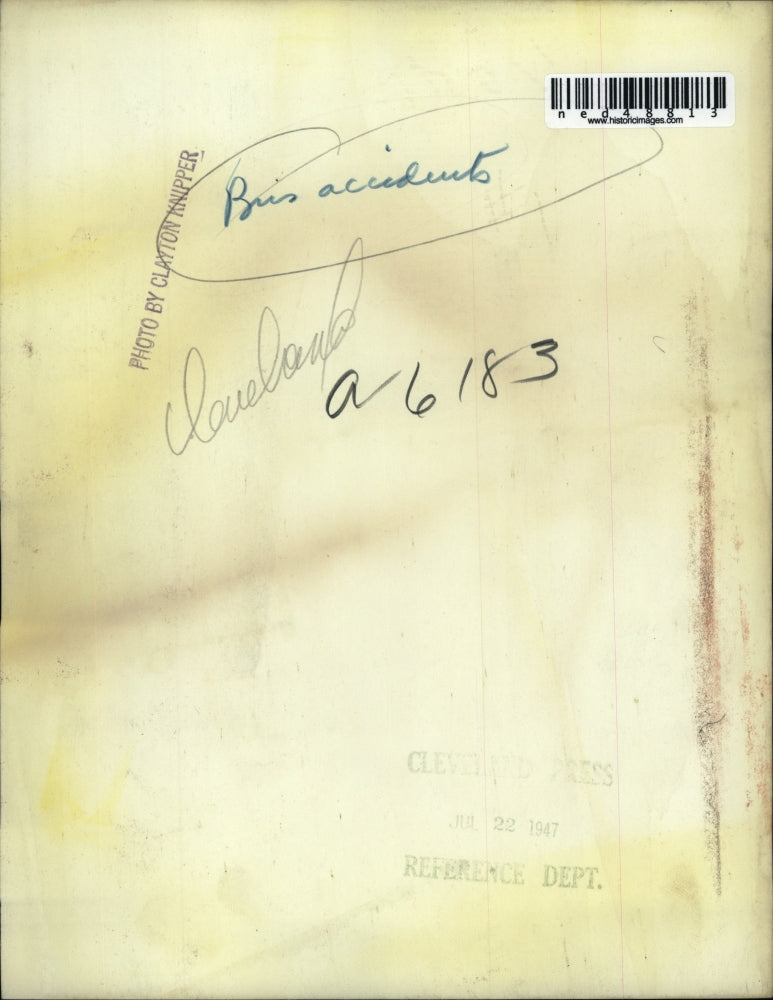 ned48813
www.historicimages.com
PHOTO BY CLAYTON KNIPPER
Bus accidents
Cleveland
a 6183
CLEVELAND PRESS
JUL 22 1947
REFERENCE DEPT.